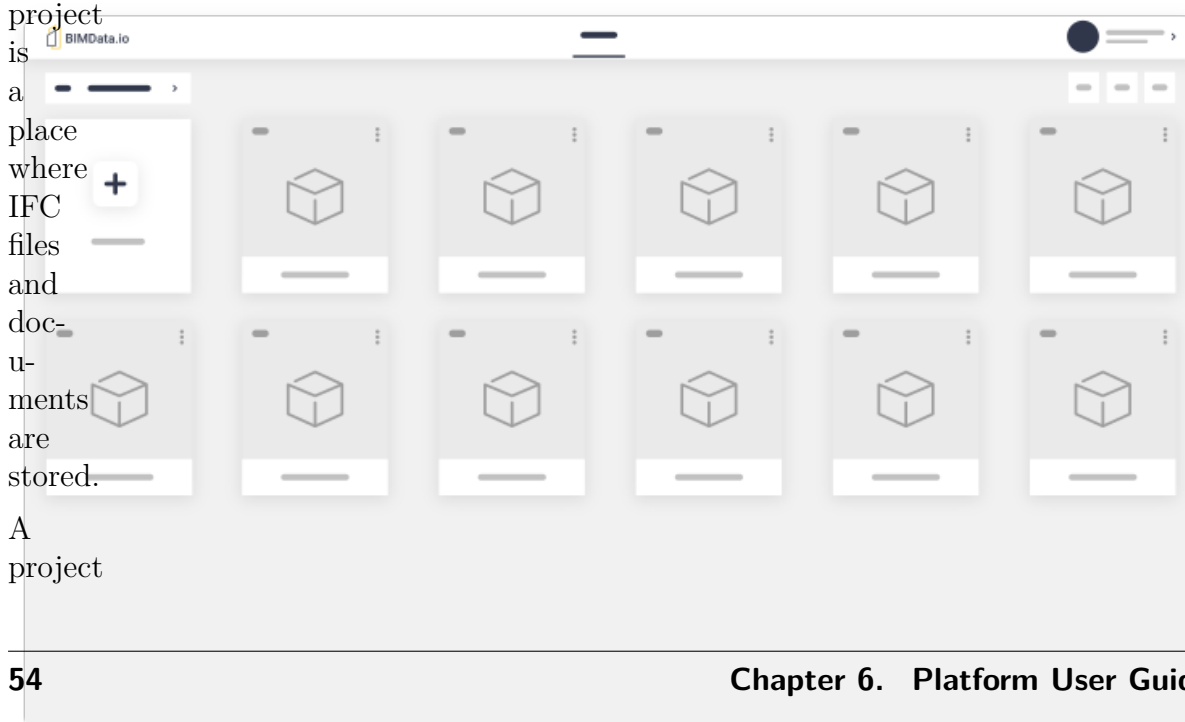 project
BIMData.io
is
a
place
where
IFC
files
and
doc-
u-
ments
are
stored.
A
project
54
Chapter 6. Platform User